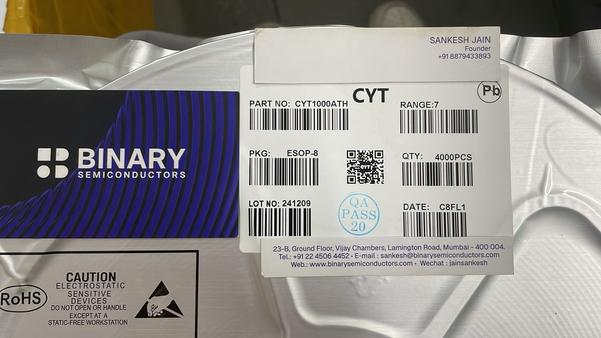 SANKESH JAIN
Founder
+91 8879433893
CYT
Pb
PART NO: CYT1000ATH
RANGE:7
PKG: ESOP-8
QTY: 4000PCS
LOT NO: 241209
QA
PASS
20
DATE: C8FL1
BINARY
SEMICONDUCTORS
23-B, Ground Floor, Vijay Chambers, Lamington Road, Mumbai - 400 004.
Tel.: +91 22 4506 4452 • E-mail : sankesh@binarysemiconductors.com
Web.: www.binarysemiconductors.com • Wechat : jainsankesh
RoHS
CAUTION
ELECTROSTATIC
SENSITIVE
DEVICES
DO NOT OPEN OR HANDLE
EXCEPT AT A
STATIC-FREE WORKSTATION